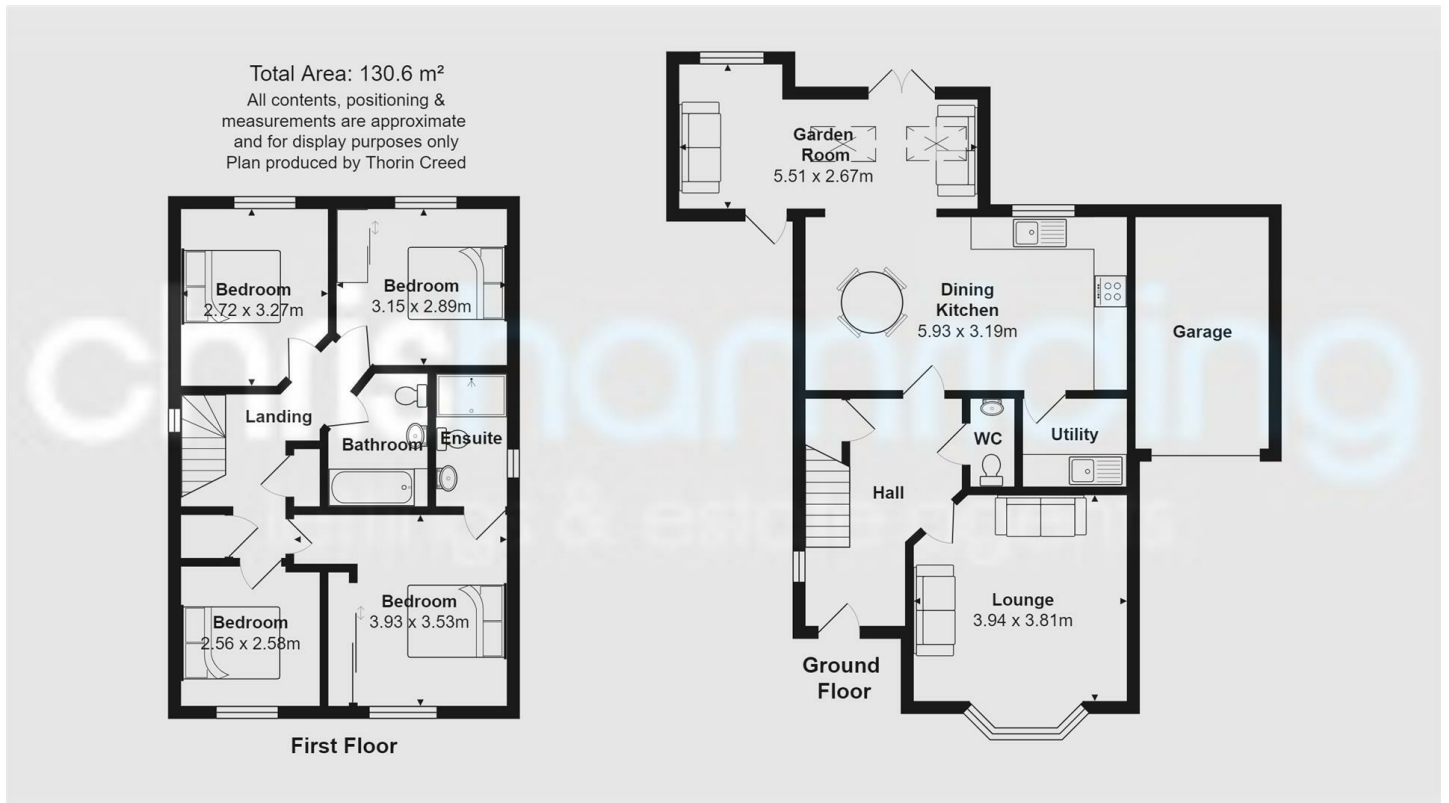 Total Area: 130.6 m²
All contents, positioning &
measurements are approximate
and for display purposes only
Plan produced by Thorin Creed
Bedroom
2.72 x 3.27m
Bedroom
3.15 x 2.89m
Landing
Bathroom
Ensuite
Bedroom
2.56 x 2.58m
Bedroom
3.93 x 3.53m
First Floor
Garden
Room
5.51 x 2.67m
Dining
Kitchen
5.93 x 3.19m
Garage
WC
Utility
Hall
Lounge
3.94 x 3.81m
Ground
Floor
& estate agents